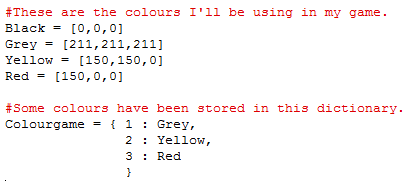 #These are the colours I'll be using in my game.
Black = [0,0,0]
Grey = [211,211,211]
Yellow = [150,150,0]
Red = [150,0,0]
#Some colours have been stored in this dictionary.
Colourgame = { 1 : Grey,
2 : Yellow,
3 : Red
}